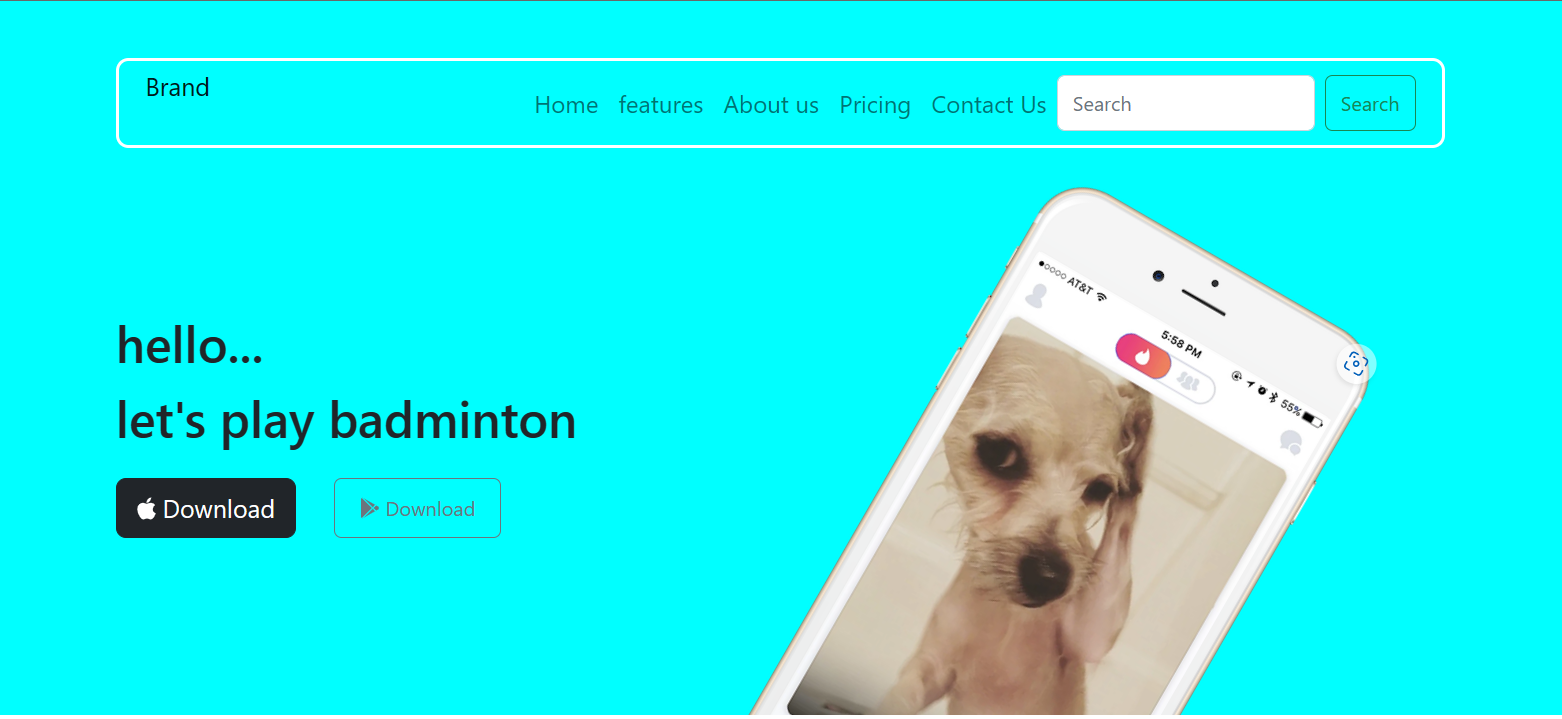 Brand
Home features About us Pricing Contact Us Search Search
AT&T
5:58 PM
55%
hello...
let's play badminton
Download Download